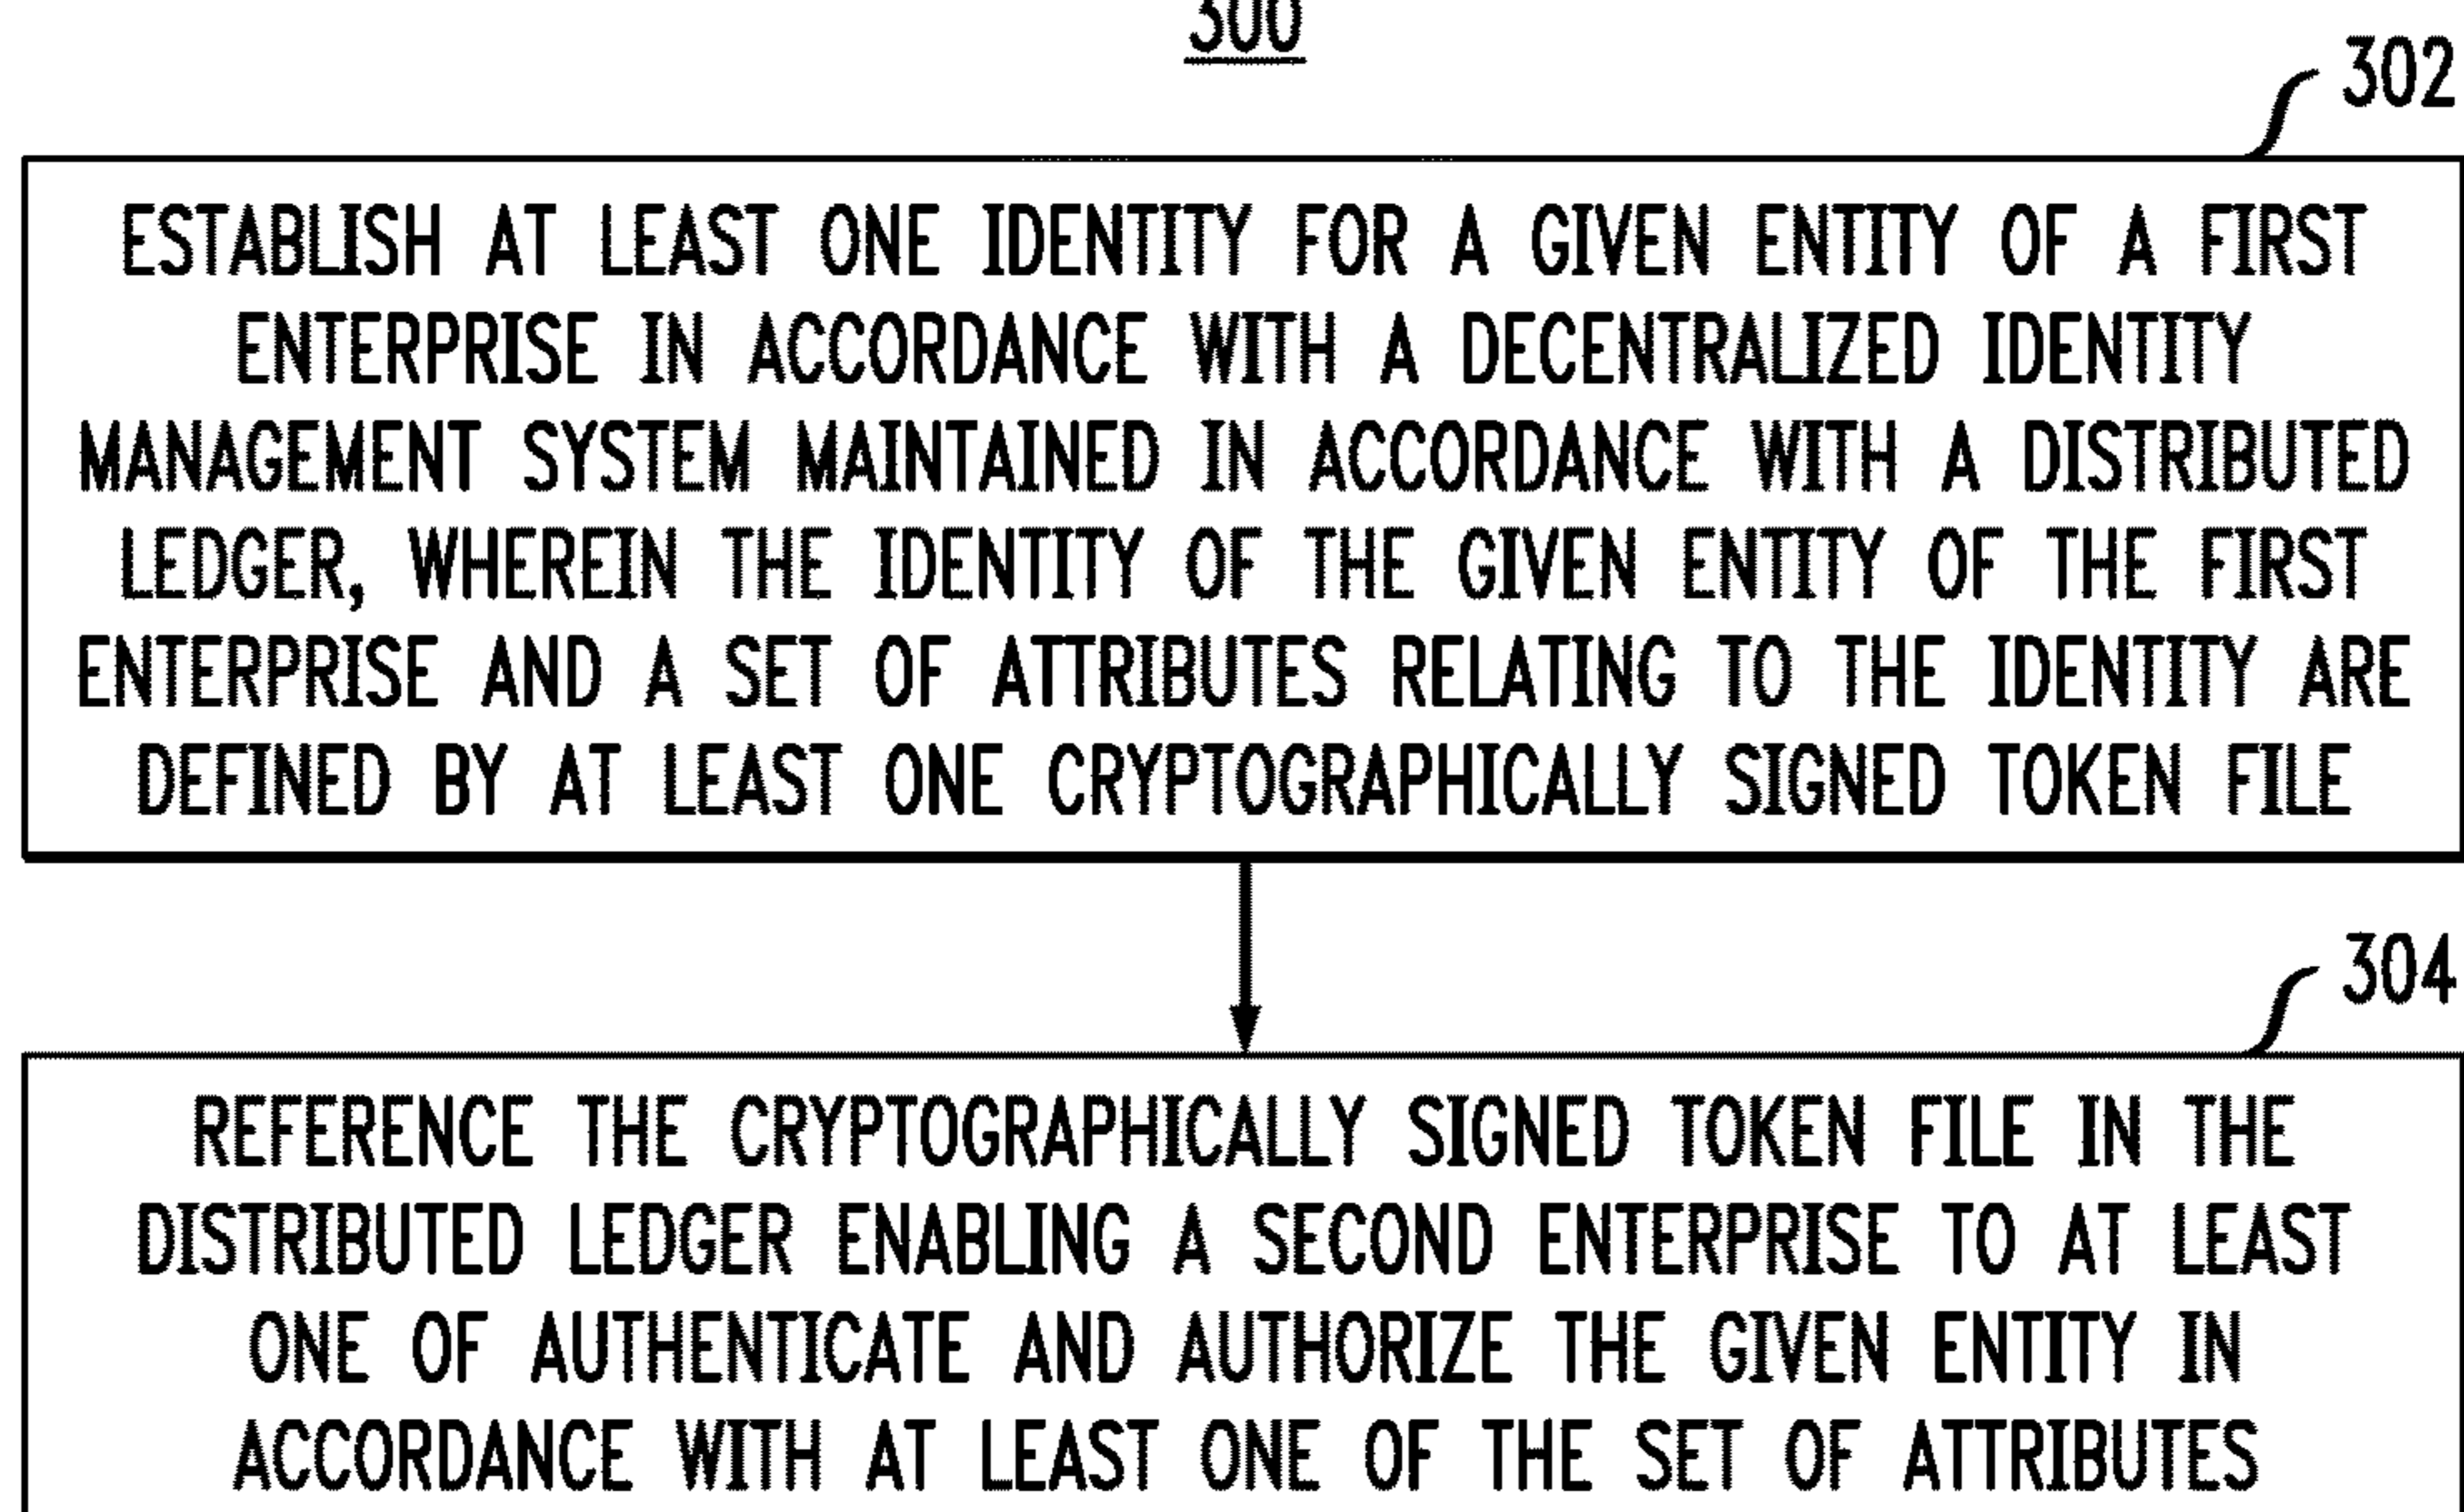 300
302
ESTABLISH AT LEAST ONE IDENTITY FOR A GIVEN ENTITY OF A FIRST
ENTERPRISE IN ACCORDANCE WITH A DECENTRALIZED IDENTITY
MANAGEMENT SYSTEM MAINTAINED IN ACCORDANCE WITH A DISTRIBUTED
LEDGER, WHEREIN THE IDENTITY OF THE GIVEN ENTITY OF THE FIRST
ENTERPRISE AND A SET OF ATTRIBUTES RELATING TO THE IDENTITY ARE
DEFINED BY AT LEAST ONE CRYPTOGRAPHICALLY SIGNED TOKEN FILE
304
REFERENCE THE CRYPTOGRAPHICALLY SIGNED TOKEN FILE IN THE
DISTRIBUTED LEDGER ENABLING A SECOND ENTERPRISE TO AT LEAST
ONE OF AUTHENTICATE AND AUTHORIZE THE GIVEN ENTITY IN
ACCORDANCE WITH AT LEAST ONE OF THE SET OF ATTRIBUTES